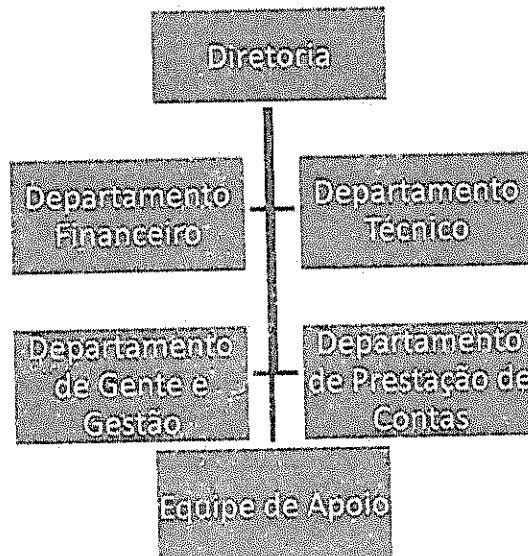 Diretoria
Departamento
Financeiro
Departamento
Técnico
Departamento
de Gente e
Gestão
Departamento
de Prestação de
Contas
Equipe de Apoio